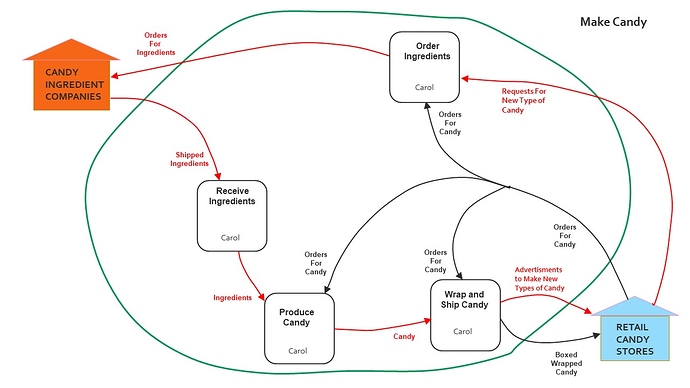 Make Candy
Orders
For
Ingredients
CANDY
INGREDIENT
COMPANIES
Order
Ingredients
Carol
Requests For
New Type of
Candy
Orders
For
Candy
Shipped
Ingredients
Receive
Ingredients
Carol
Orders
For
Candy
Orders
For
Candy
Orders
For
Candy
Ingredients
Produce
Candy
Carol
Candy
Wrap and
Ship Candy
Carol
Advertisments
to Make New
Types of Candy
RETAIL
CANDY
STORES
Boxed
Wrapped
Candy